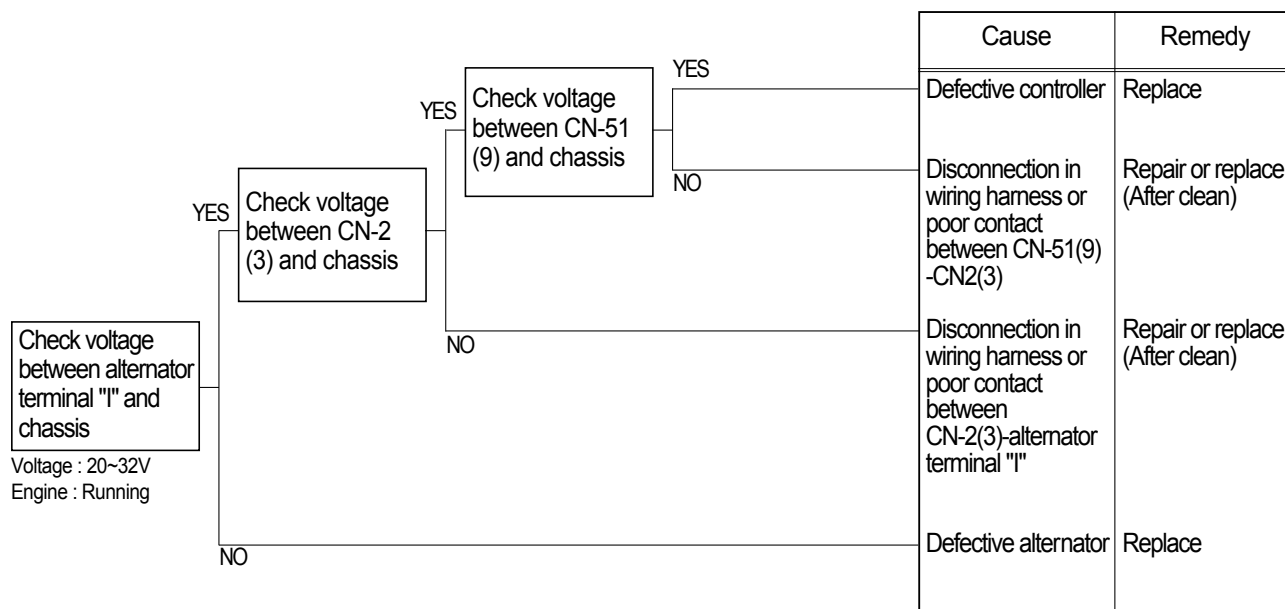 Cause
Remedy
YES
Defective controller
Replace
YES
Check voltage
between CN-51
(9) and chassis
NO
Disconnection in
wiring harness or
poor contact
between CN-51(9)
-CN2(3)
Repair or replace
(After clean)
YES
Check voltage
between CN-2
(3) and chassis
NO
Disconnection in
wiring harness or
poor contact
between
CN-2(3)-alternator
terminal "I"
Repair or replace
(After clean)
Check voltage
between alternator
terminal "I" and
chassis
Voltage : 20~32V
Engine : Running
NO
Defective alternator
Replace